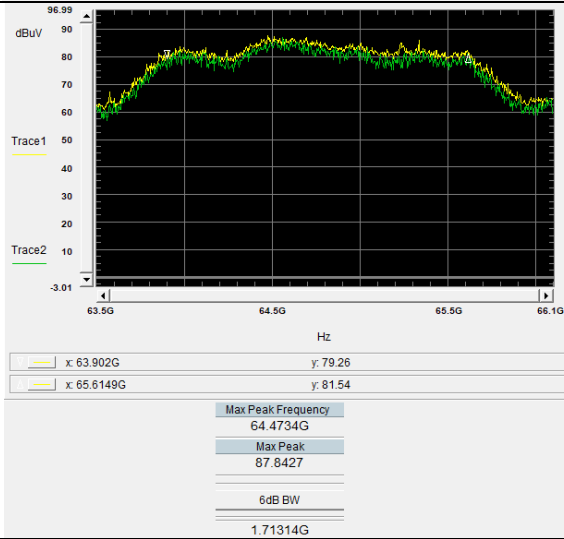 96.99
dBuV
90
80
70
60
Trace1
50
40
30
20
Trace2
10
-3.01
63.5G
64.5G
65.5G
66.1G
Hz
x: 63.902G
y: 79.26
x: 65.6149G
y: 81.54
Max Peak Frequency
64.4734G
Max Peak
87.8427
6dB BW
1.71314G